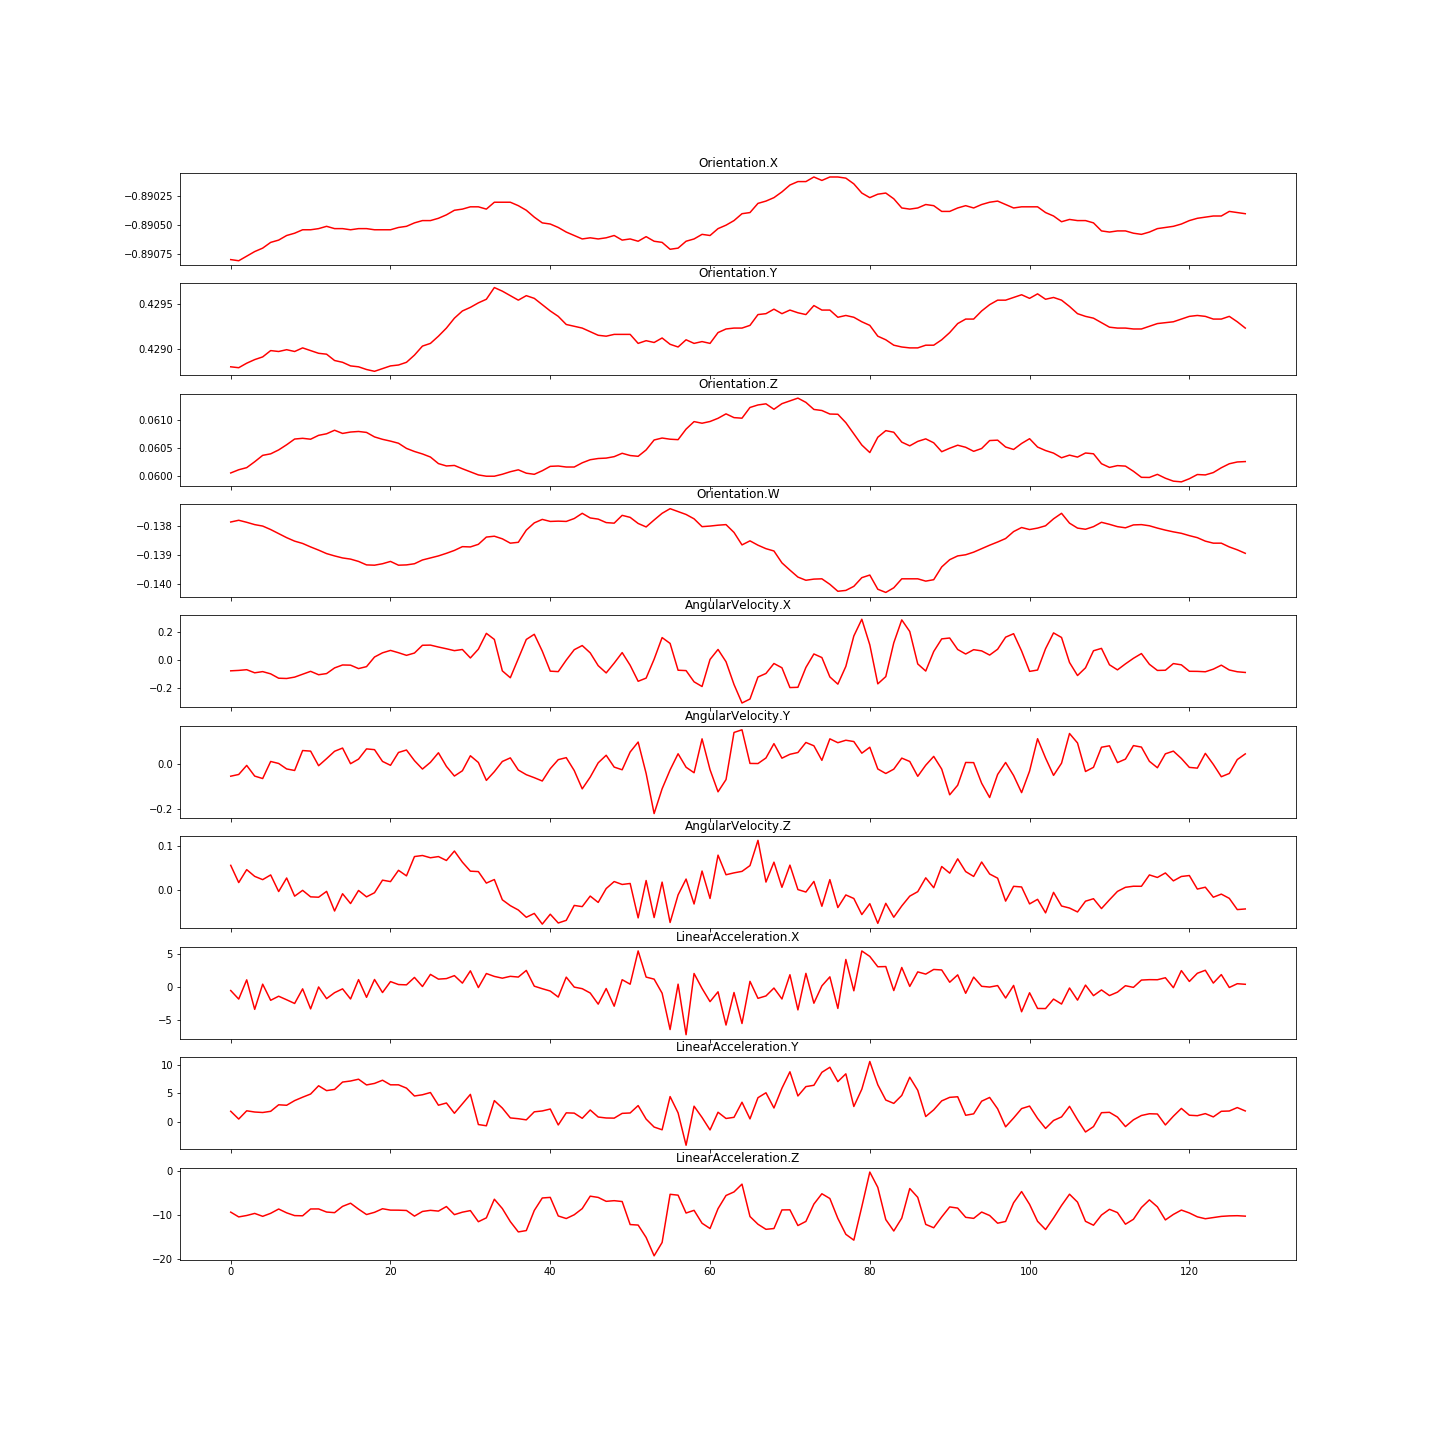 Orientation.X
−0.89025
−0.89050
−0.89075
Orientation.Y
0.4295
0.4290
Orientation.Z
0.0610
0.0605
0.0600
Orientation.W
−0.138
−0.139
−0.140
AngularVelocity.X
0.2
0.0
−0.2
AngularVelocity.Y
0.0
−0.2
AngularVelocity.Z
0.1
0.0
LinearAcceleration.X
5
0
−5
LinearAcceleration.Y
10
5
0
LinearAcceleration.Z
0
−10
−20
0 20 40 60 80 100 120